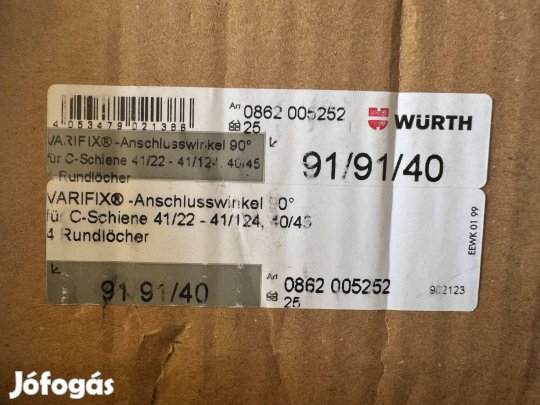 Art 0862 005252
25
WÜRTH
4 053479 021386
VARIFIX®-Anschlusswinkel 90°
für C-Schiene 41/22 - 41/124, 40/45
4 Rundlöcher
91/91/40
VARIFIX® -Anschlusswinkel 90°
für C-Schiene 41/22 - 41/124, 40/45
4 Rundlöcher
EEWK 01 99
91/91/40
Art 0862 005252
25
902123
Jófogás